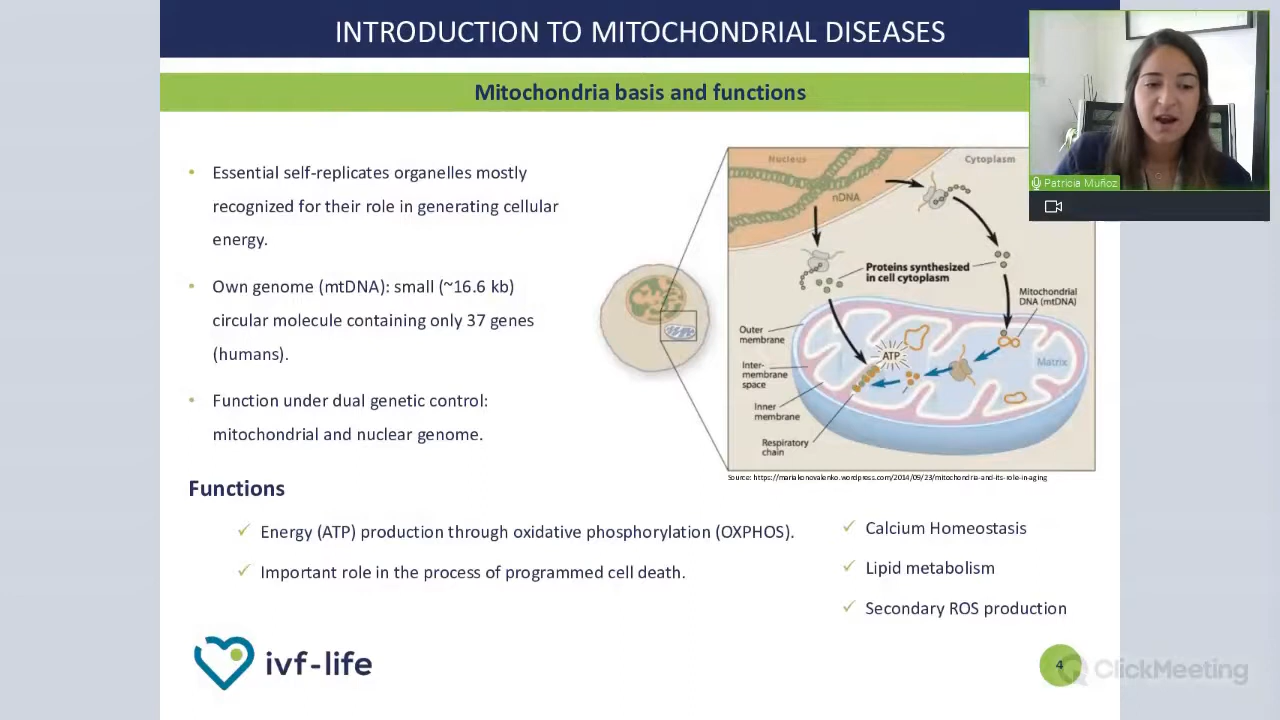 INTRODUCTION TO MITOCHONDRIAL DISEASES
Mitochondria basis and functions
Patricia Muñoz
Essential self-replicates organelles mostly
recognized for their role in generating cellular
energy.
Own genome (mtDNA): small (~16.6 kb)
circular molecule containing only 37 genes
(humans).
Function under dual genetic control:
mitochondrial and nuclear genome.
Nucleus
Cytoplasm
nDNA
Proteins synthesized
in cell cytoplasm
Mitochondrial
DNA (mtDNA)
Outer
membrane
ATP
Matrix
Inter-
membrane
space
Inner
membrane
Respiratory
chain
Source: https://mariakonovalenko.wordpress.com/2014/09/23/mitochondria-and-its-role-in-aging
Functions
Energy (ATP) production through oxidative phosphorylation (OXPHOS).
Important role in the process of programmed cell death.
Calcium Homeostasis
Lipid metabolism
Secondary ROS production
ivf-life
4
ClickMeeting